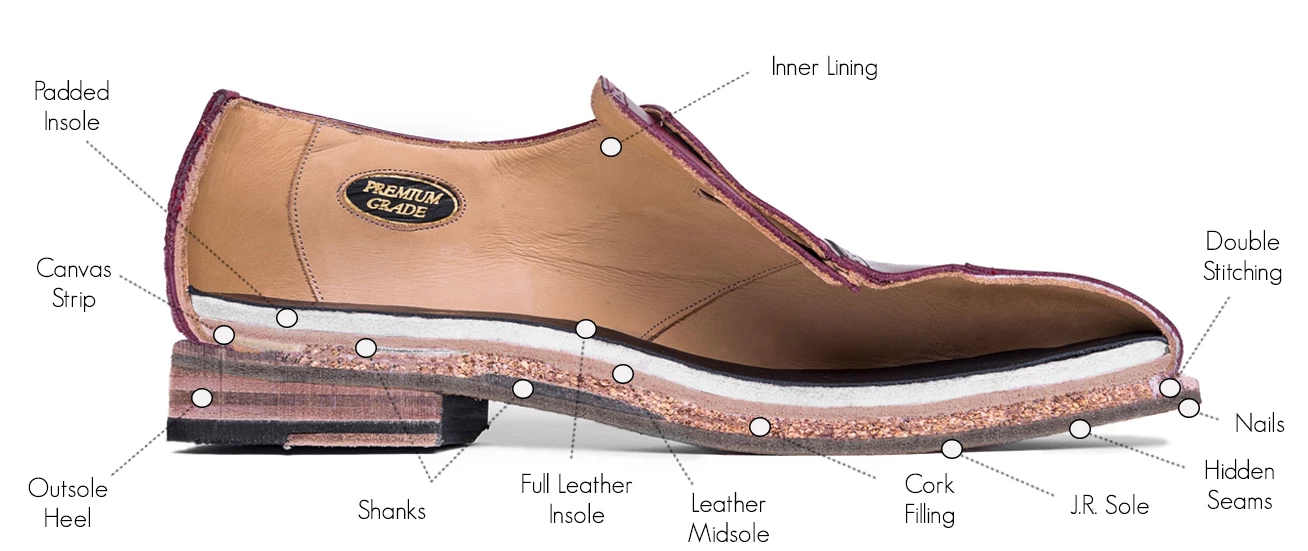 Inner Lining
Padded
Insole
PREMIUM
GRADE
Double
Stitching
Canvas
Strip
Nails
Outsole
Heel
Shanks
Full Leather
Insole
Leather
Midsole
Cork
Filling
J.R. Sole
Hidden
Seams